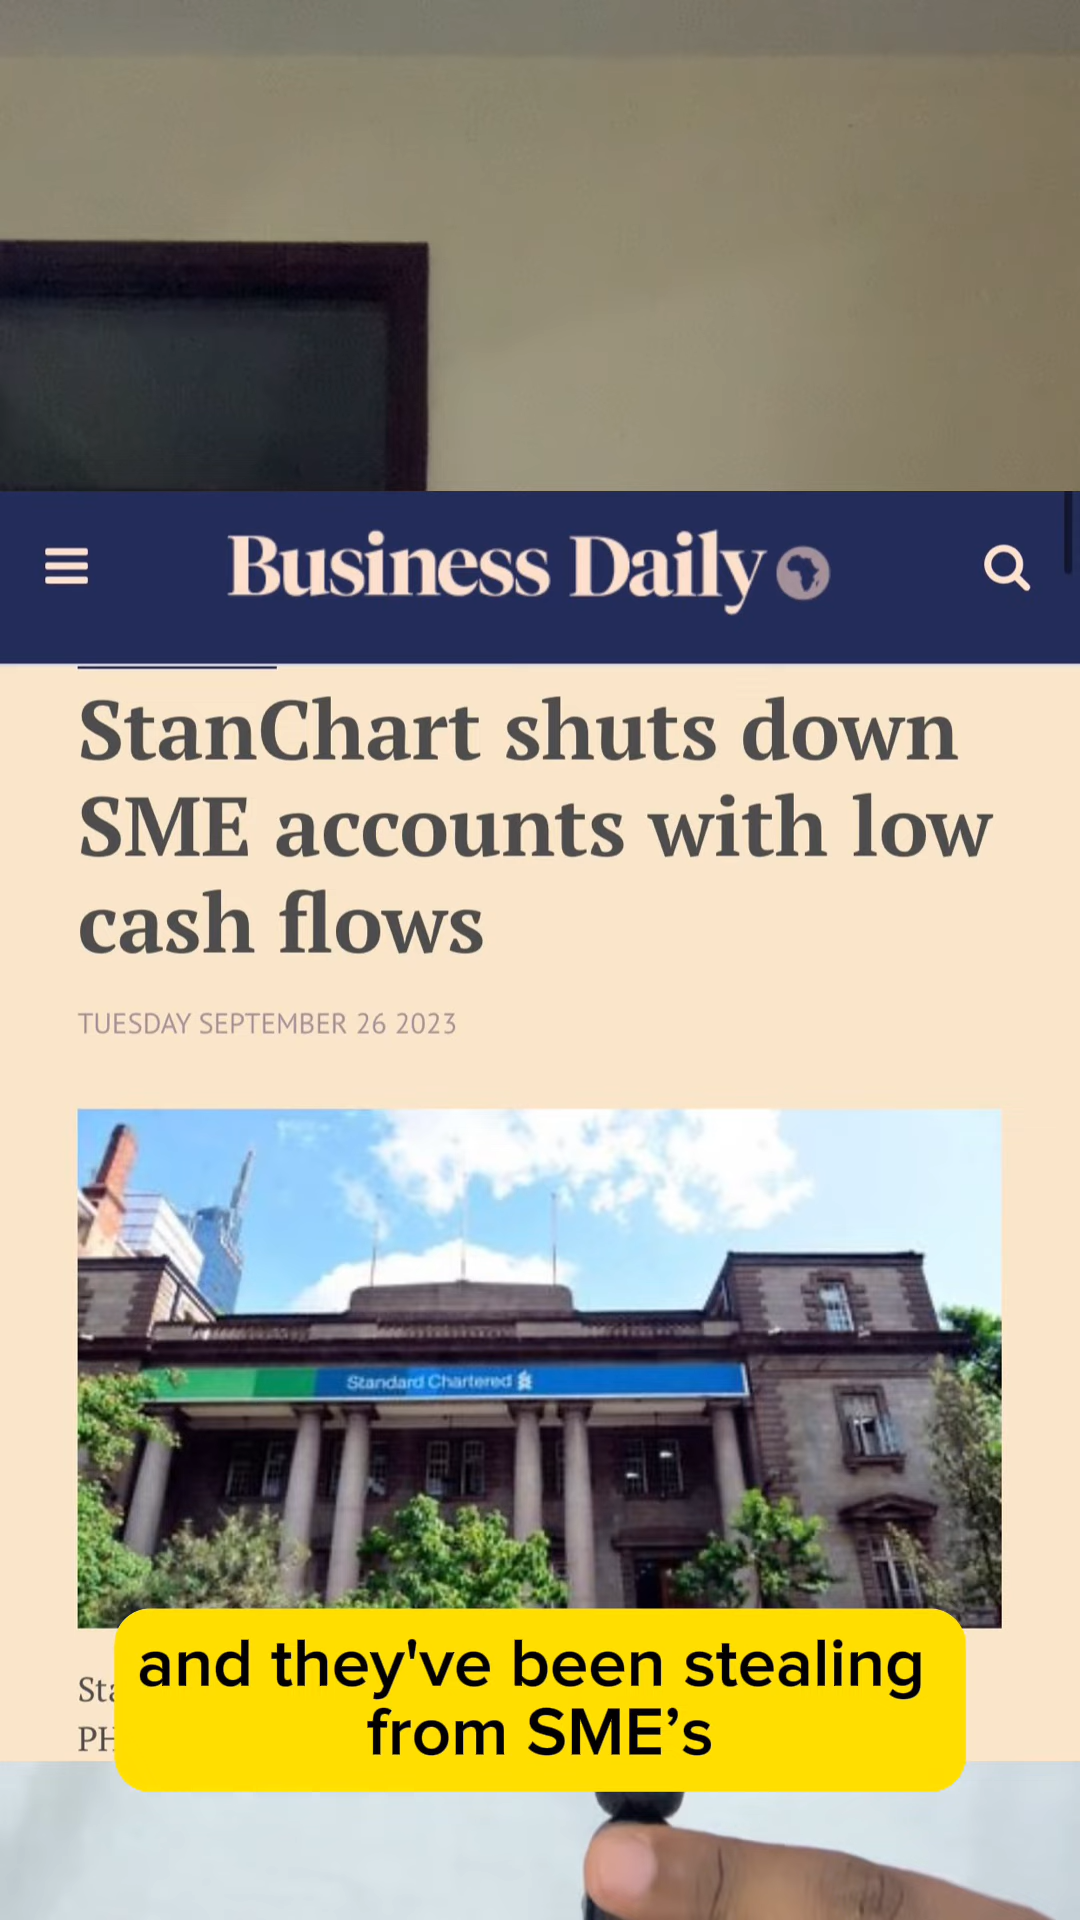 Business Daily
StanChart shuts down
SME accounts with low
cash flows
TUESDAY SEPTEMBER 26 2023
Standard Chartered
and they've been stealing
from SME’s